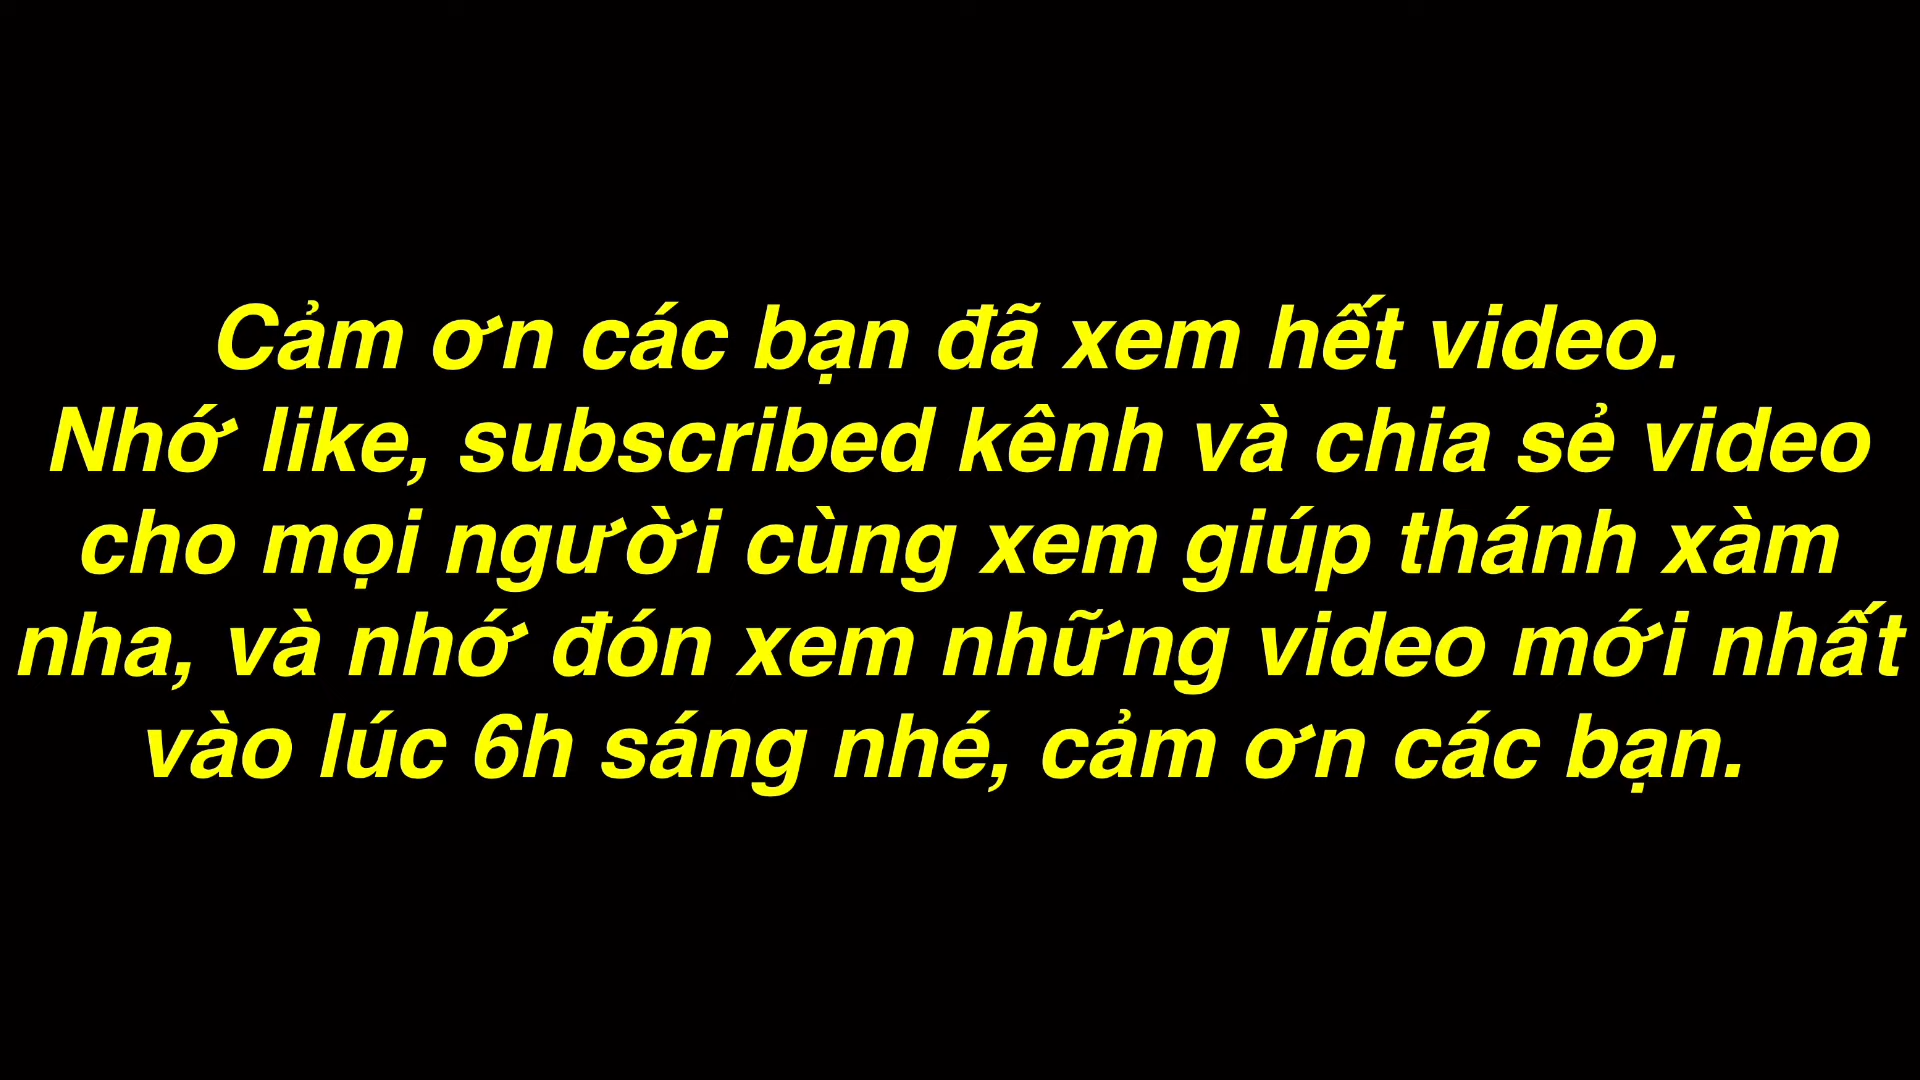 Cảm ơn các bạn đã xem hết video.
Nhớ like, subscribed kênh và chia sẻ video
cho mọi người cùng xem giúp thánh xàm
nha, và nhớ đón xem những video mới nhất
vào lúc 6h sáng nhé, cảm ơn các bạn.